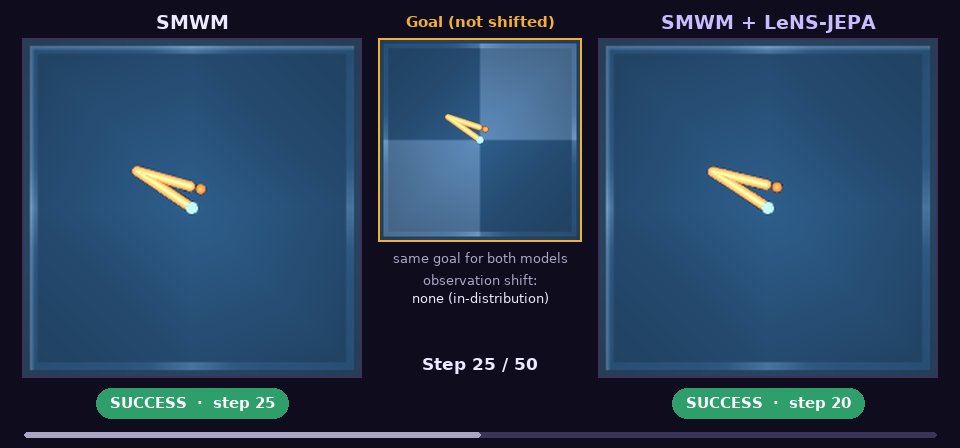 SMWM
Goal (not shifted)
SMWM + LeNS-JEPA
same goal for both models
observation shift:
none (in-distribution)
Step 25 / 50
SUCCESS · step 25
SUCCESS · step 20